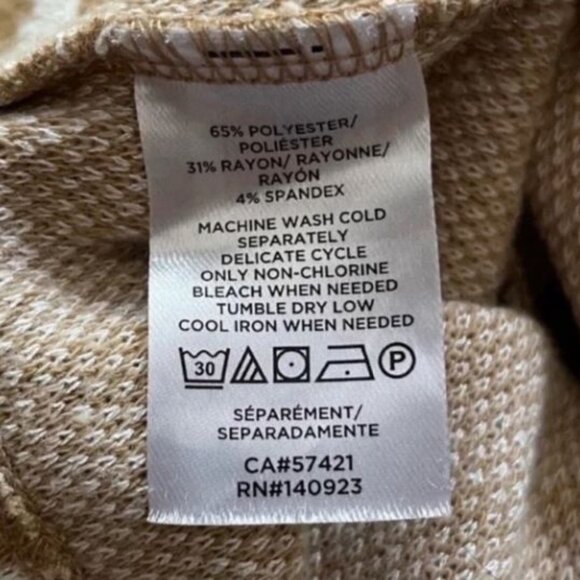 65% POLYESTER/
POLIÉSTER
31% RAYON/ RAYONNE/
RAYÓN
4% SPANDEX
MACHINE WASH COLD
SEPARATELY
DELICATE CYCLE
ONLY NON-CHLORINE
BLEACH WHEN NEEDED
TUMBLE DRY LOW
COOL IRON WHEN NEEDED
30 P
SÉPARÉMENT/
SEPARADAMENTE
CA#57421
RN#140923